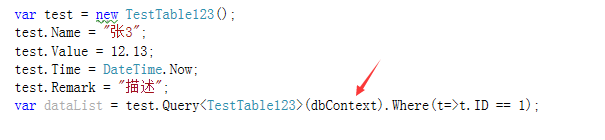 var test = new TestTable123();
test.Name = "张3";
test.Value = 12.13;
test.Time = DateTime.Now;
test.Remark = "描述";
var dataList = test.Query<TestTable123>(dbContext).Where(t=>t.ID == 1);